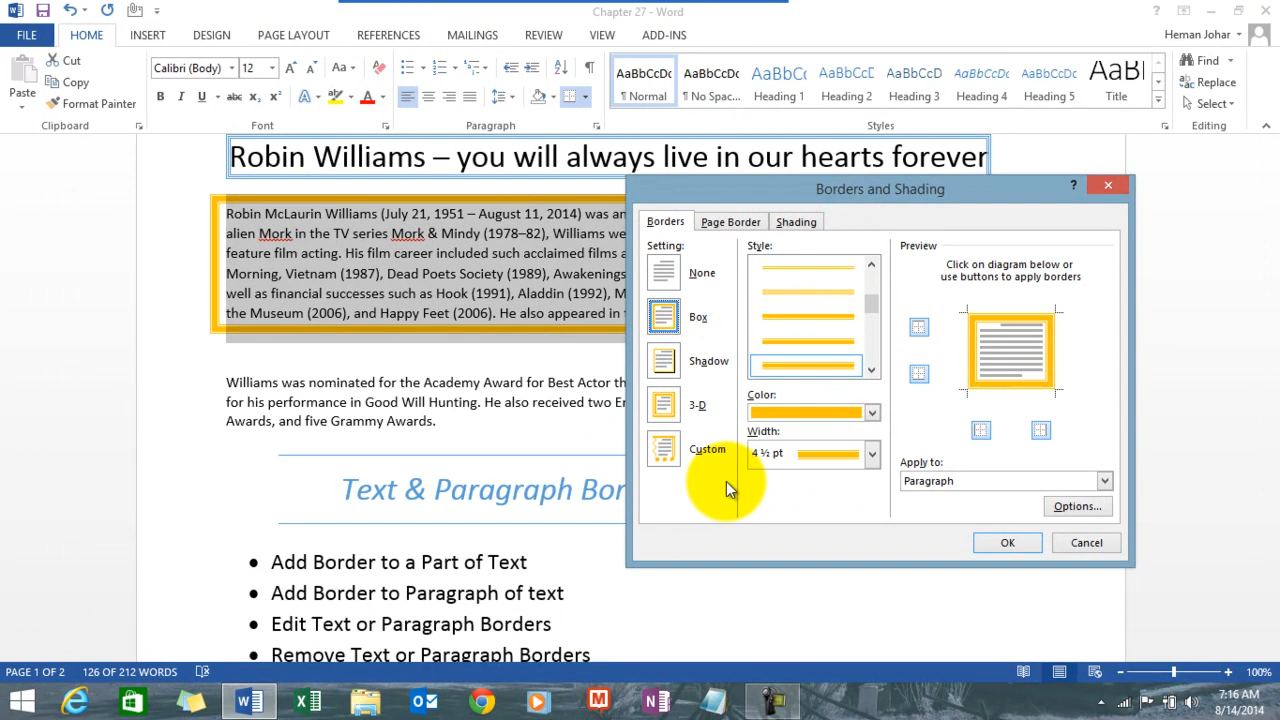 Chapter 27 - Word
FILE HOME INSERT DESIGN PAGE LAYOUT REFERENCES MAILINGS REVIEW VIEW ADD-INS Heman Johar
Paste
Cut
Copy
Format Painter
Clipboard
Calibri (Body) 12
Font
Paragraph
AaBbCcDc AaBbCcDc AaBbCc AaBbCcDc AaBbCcDc AaBbCcDc AaBbCcDc AaBl
¶ Normal ¶ No Spac... Heading 1 Heading 2 Heading 3 Heading 4 Heading 5 Title
Styles
Find
Replace
Select
Editing
Robin Williams – you will always live in our hearts forever
Robin McLaurin Williams (July 21, 1951 – August 11, 2014) was an
alien Mork in the TV series Mork & Mindy (1978–82), Williams we
feature film acting. His film career included such acclaimed films a
Morning, Vietnam (1987), Dead Poets Society (1989), Awakenings
well as financial successes such as Hook (1991), Aladdin (1992), M
the Museum (2006), and Happy Feet (2006). He also appeared in
Williams was nominated for the Academy Award for Best Actor th
for his performance in Good Will Hunting. He also received two En
Awards, and five Grammy Awards.
Text & Paragraph Bor
• Add Border to a Part of Text
• Add Border to Paragraph of text
• Edit Text or Paragraph Borders
• Remove Text or Paragraph Borders
Borders and Shading
Borders Page Border Shading
Setting:
None
Box
Shadow
3-D
Custom
Style:
Color:
Width:
4 ½ pt
Preview
Click on diagram below or
use buttons to apply borders
Apply to:
Paragraph
Options...
OK Cancel
PAGE 1 OF 2 126 OF 212 WORDS 100%
7:16 AM
8/14/2014